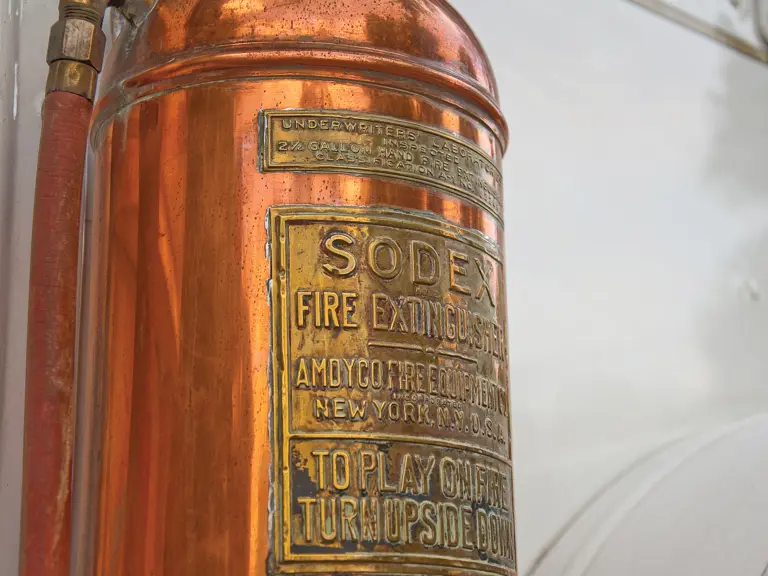 UNDERWRITERS'
INSPECTED
2½ GALLON HAND FIRE
CLASSIFICATION
SODEX
FIRE EXTINGUISHER
AMDYCO FIRE EQUIPMENT
INCORPORATED
NEW YORK, N.Y. U.S.A.
TO PLAY ON FIRE
TURN UPSIDE DOWN